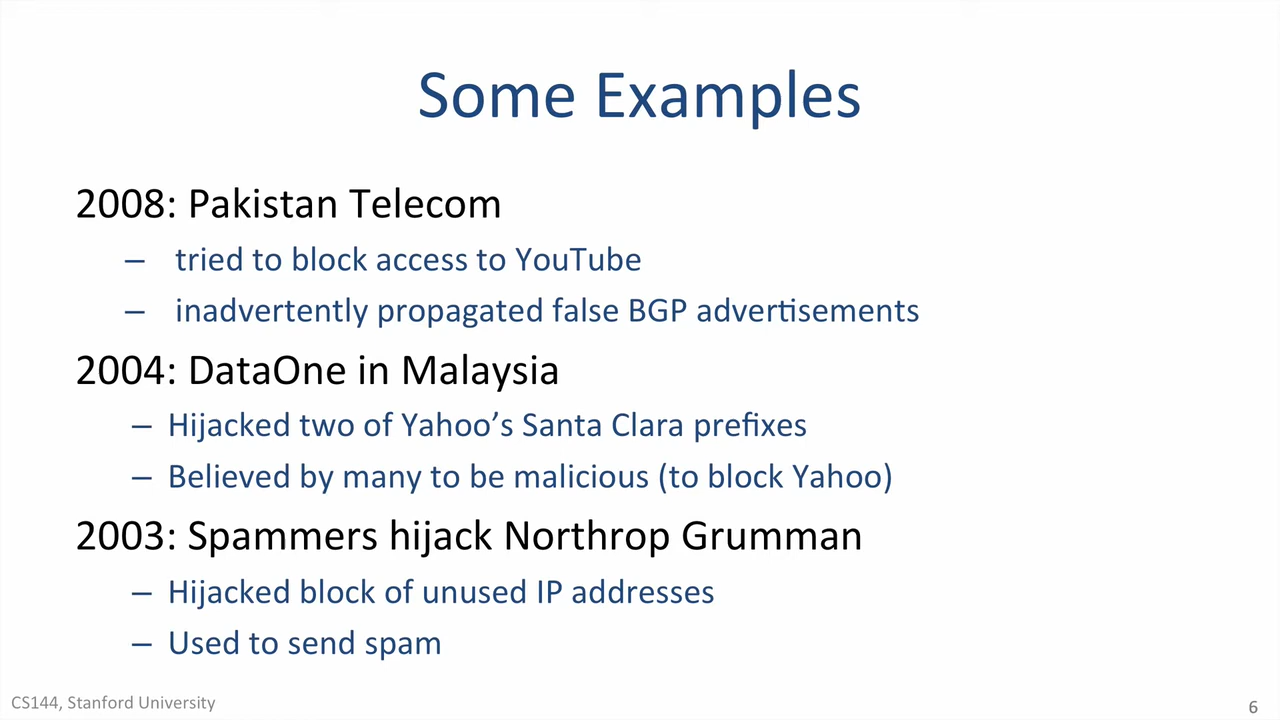 Some Examples
2008: Pakistan Telecom
– tried to block access to YouTube
– inadvertently propagated false BGP advertisements
2004: DataOne in Malaysia
– Hijacked two of Yahoo’s Santa Clara prefixes
– Believed by many to be malicious (to block Yahoo)
2003: Spammers hijack Northrop Grumman
– Hijacked block of unused IP addresses
– Used to send spam
CS144, Stanford University
6